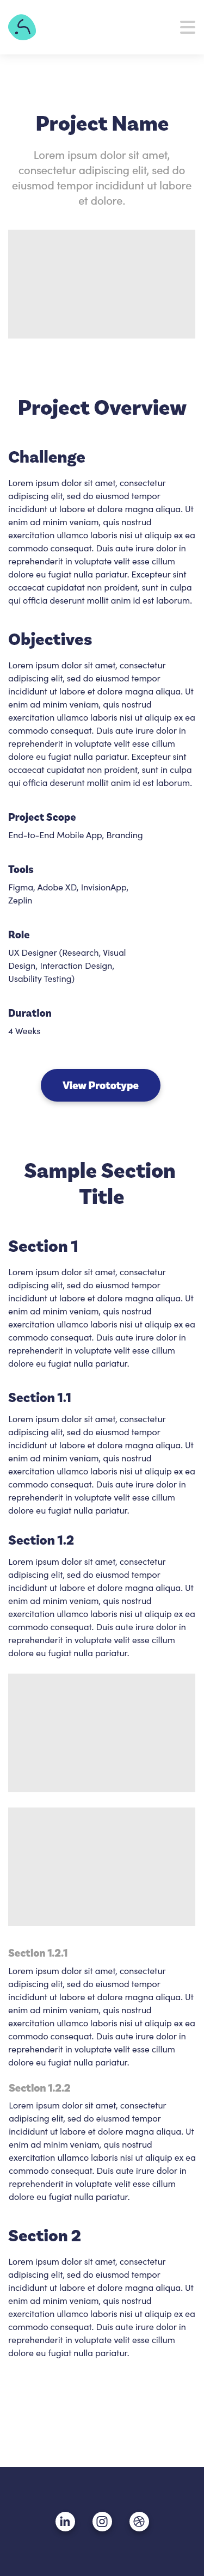 Project Name
Lorem ipsum dolor sit amet,
consectetur adipiscing elit, sed do
eiusmod tempor incididunt ut labore
et dolore.
Project Overview
Challenge
Lorem ipsum dolor sit amet, consectetur
adipiscing elit, sed do eiusmod tempor
incididunt ut labore et dolore magna aliqua. Ut
enim ad minim veniam, quis nostrud
exercitation ullamco laboris nisi ut aliquip ex ea
commodo consequat. Duis aute irure dolor in
reprehenderit in voluptate velit esse cillum
dolore eu fugiat nulla pariatur. Excepteur sint
occaecat cupidatat non proident, sunt in culpa
qui officia deserunt mollit anim id est laborum.
Objectives
Lorem ipsum dolor sit amet, consectetur
adipiscing elit, sed do eiusmod tempor
incididunt ut labore et dolore magna aliqua. Ut
enim ad minim veniam, quis nostrud
exercitation ullamco laboris nisi ut aliquip ex ea
commodo consequat. Duis aute irure dolor in
reprehenderit in voluptate velit esse cillum
dolore eu fugiat nulla pariatur. Excepteur sint
occaecat cupidatat non proident, sunt in culpa
qui officia deserunt mollit anim id est laborum.
Project Scope
End-to-End Mobile App, Branding
Tools
Figma, Adobe XD, InvisionApp,
Zeplin
Role
UX Designer (Research, Visual
Design, Interaction Design,
Usability Testing)
Duration
4 Weeks
View Prototype
Sample Section
Title
Section 1
Lorem ipsum dolor sit amet, consectetur
adipiscing elit, sed do eiusmod tempor
incididunt ut labore et dolore magna aliqua. Ut
enim ad minim veniam, quis nostrud
exercitation ullamco laboris nisi ut aliquip ex ea
commodo consequat. Duis aute irure dolor in
reprehenderit in voluptate velit esse cillum
dolore eu fugiat nulla pariatur.
Section 1.1
Lorem ipsum dolor sit amet, consectetur
adipiscing elit, sed do eiusmod tempor
incididunt ut labore et dolore magna aliqua. Ut
enim ad minim veniam, quis nostrud
exercitation ullamco laboris nisi ut aliquip ex ea
commodo consequat. Duis aute irure dolor in
reprehenderit in voluptate velit esse cillum
dolore eu fugiat nulla pariatur.
Section 1.2
Lorem ipsum dolor sit amet, consectetur
adipiscing elit, sed do eiusmod tempor
incididunt ut labore et dolore magna aliqua. Ut
enim ad minim veniam, quis nostrud
exercitation ullamco laboris nisi ut aliquip ex ea
commodo consequat. Duis aute irure dolor in
reprehenderit in voluptate velit esse cillum
dolore eu fugiat nulla pariatur.
Section 1.2.1
Lorem ipsum dolor sit amet, consectetur
adipiscing elit, sed do eiusmod tempor
incididunt ut labore et dolore magna aliqua. Ut
enim ad minim veniam, quis nostrud
exercitation ullamco laboris nisi ut aliquip ex ea
commodo consequat. Duis aute irure dolor in
reprehenderit in voluptate velit esse cillum
dolore eu fugiat nulla pariatur.
Section 1.2.2
Lorem ipsum dolor sit amet, consectetur
adipiscing elit, sed do eiusmod tempor
incididunt ut labore et dolore magna aliqua. Ut
enim ad minim veniam, quis nostrud
exercitation ullamco laboris nisi ut aliquip ex ea
commodo consequat. Duis aute irure dolor in
reprehenderit in voluptate velit esse cillum
dolore eu fugiat nulla pariatur.
Section 2
Lorem ipsum dolor sit amet, consectetur
adipiscing elit, sed do eiusmod tempor
incididunt ut labore et dolore magna aliqua. Ut
enim ad minim veniam, quis nostrud
exercitation ullamco laboris nisi ut aliquip ex ea
commodo consequat. Duis aute irure dolor in
reprehenderit in voluptate velit esse cillum
dolore eu fugiat nulla pariatur.
in